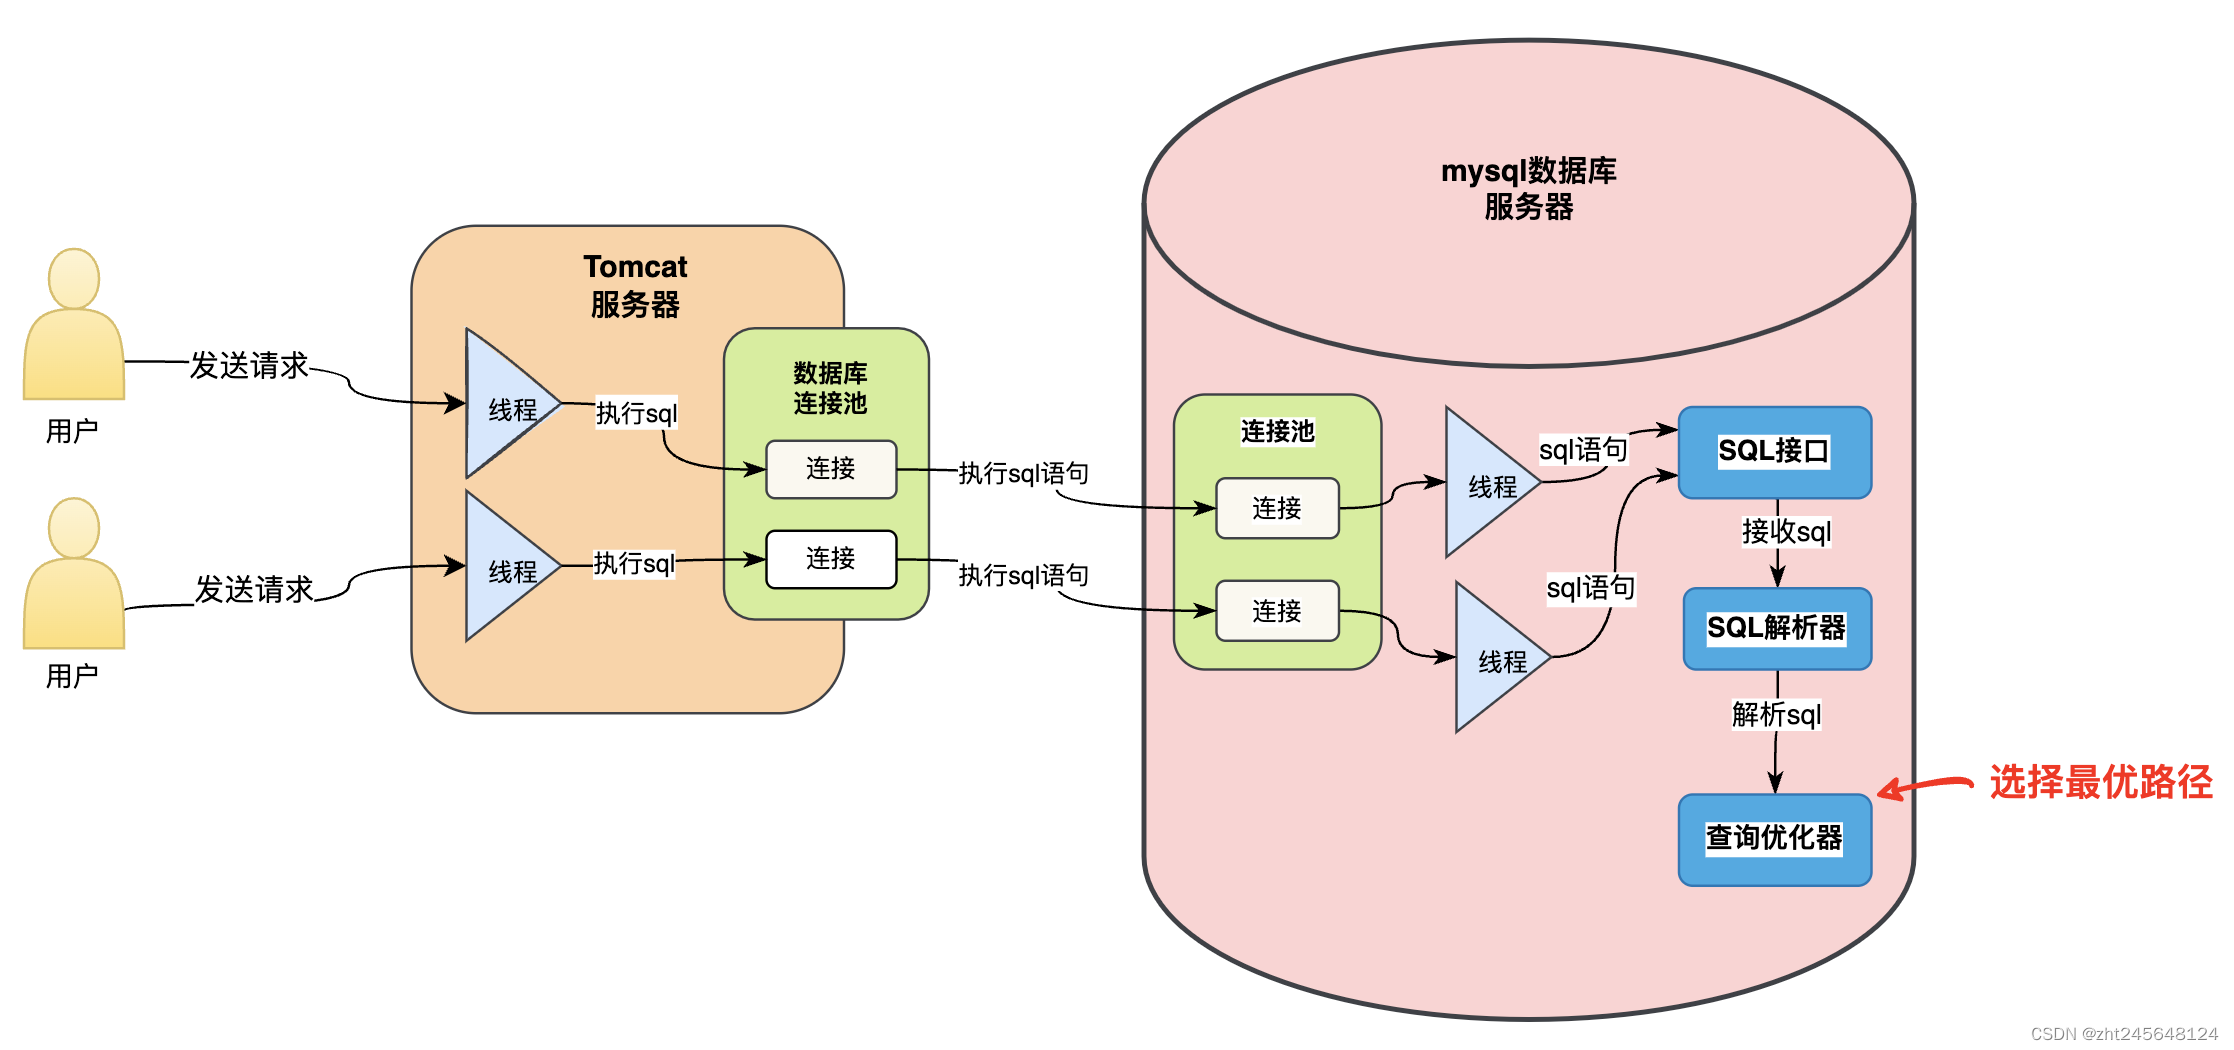 mysql数据库
服务器
Tomcat
服务器
发送请求
用户
线程
执行sql
数据库
连接池
连接
执行sql语句
发送请求
用户
线程
执行sql
连接
执行sql语句
连接池
连接
线程
sql语句
连接
线程
sql语句
SQL接口
接收sql
SQL解析器
解析sql
查询优化器
选择最优路径
CSDN @zht245648124